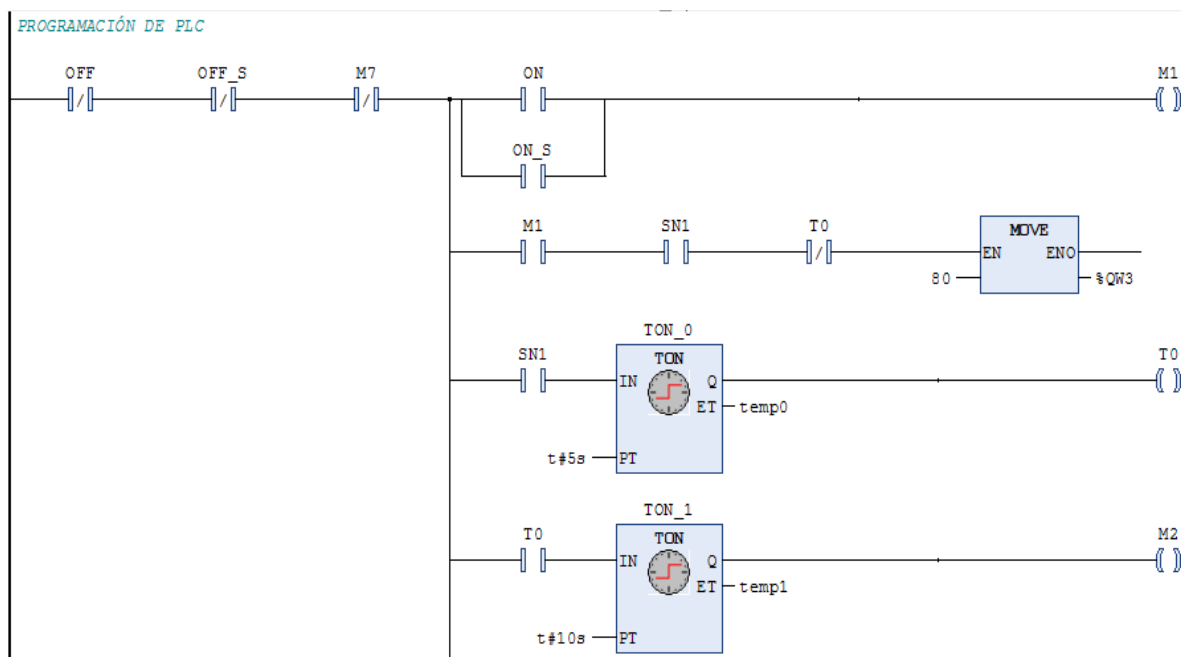 PROGRAMACIÓN DE PLC
OFF OFF_S M7 ON M1
ON_S
M1 SN1 T0 MOVE
EN ENO
80 %QW3
TON_0
SN1 TON T0
IN Q
ET temp0
t#5s PT
TON_1
T0 TON M2
IN Q
ET temp1
t#10s PT